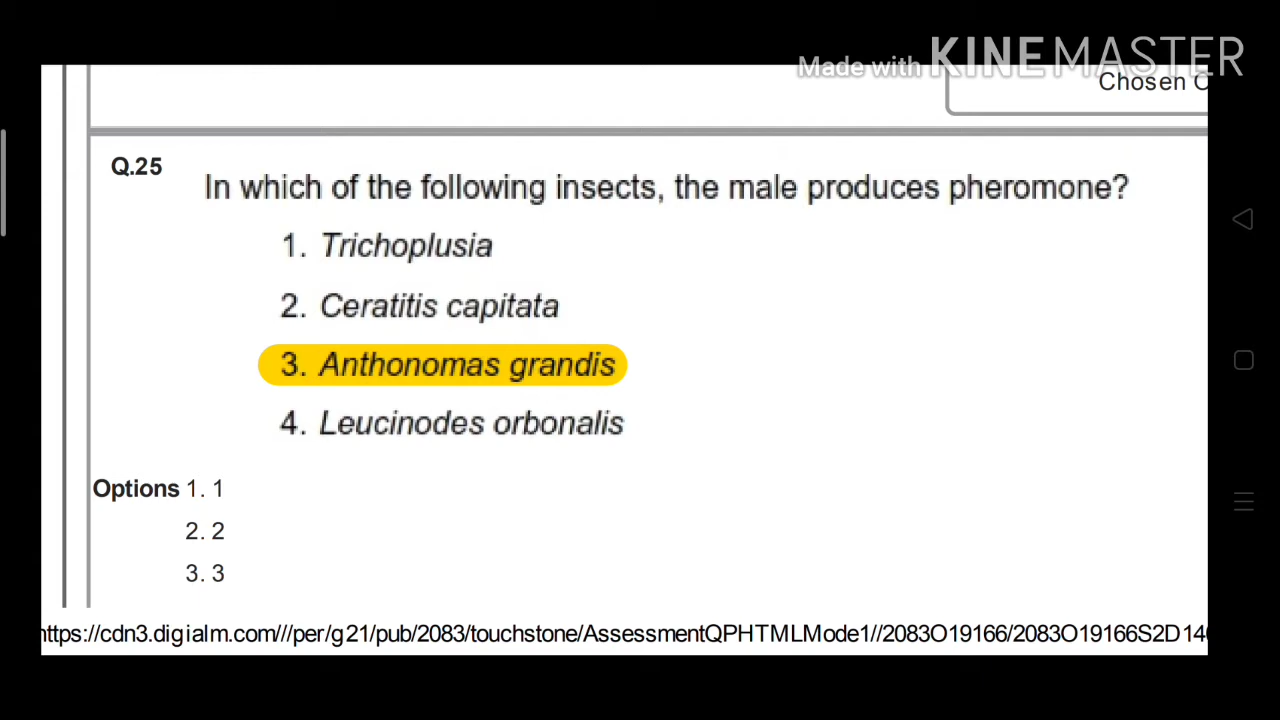 Made with KINEMASTER
Chosen O
Q.25
In which of the following insects, the male produces pheromone?
1. Trichoplusia
2. Ceratitis capitata
3. Anthonomas grandis
4. Leucinodes orbonalis
Options 1. 1
2. 2
3. 3
https://cdn3.digialm.com///per/g21/pub/2083/touchstone/AssessmentQPHTMLMode1//2083O19166/2083O19166S2D14